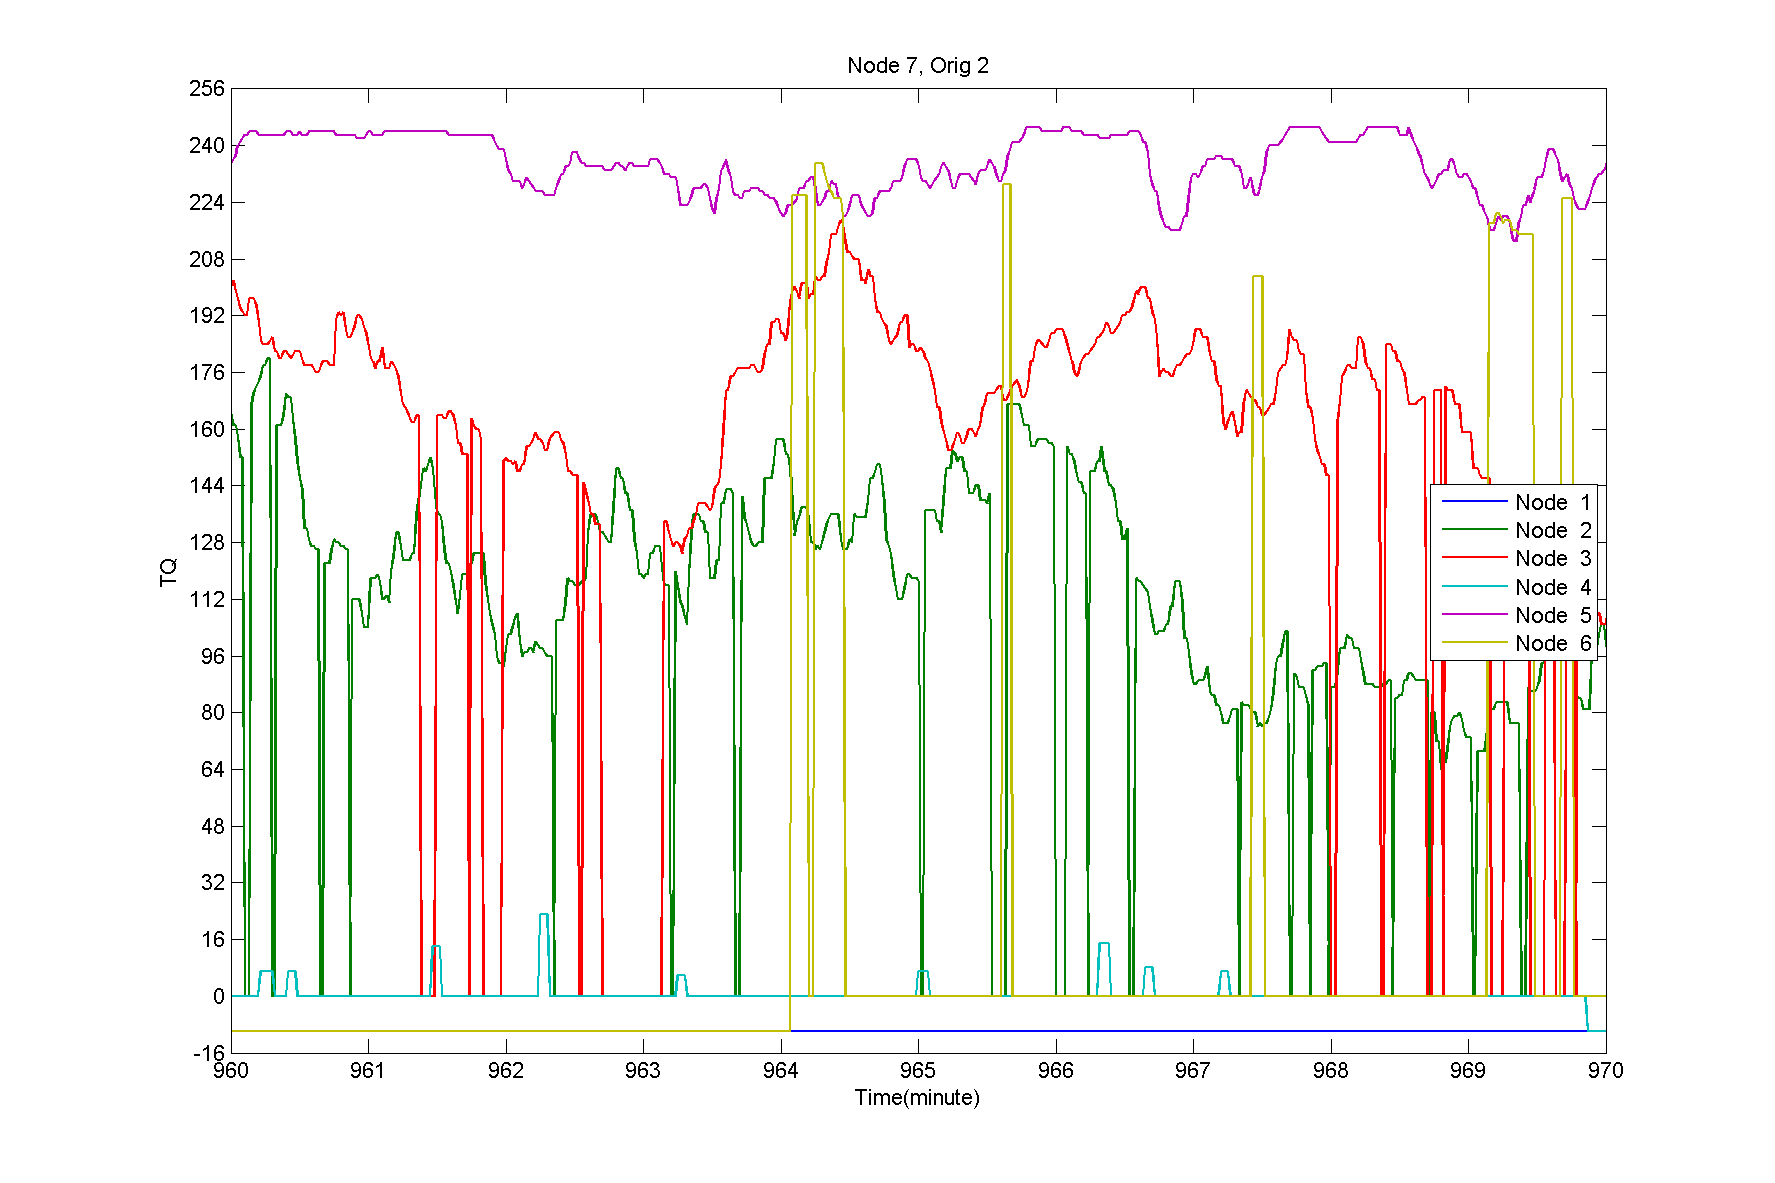 Node 7, Orig 2
256
240
224
208
192
176
160
144
128
112
96
80
64
48
32
16
0
-16
TQ
960 961 962 963 964 965 966 967 968 969 970
Time(minute)
Node 1
Node 2
Node 3
Node 4
Node 5
Node 6